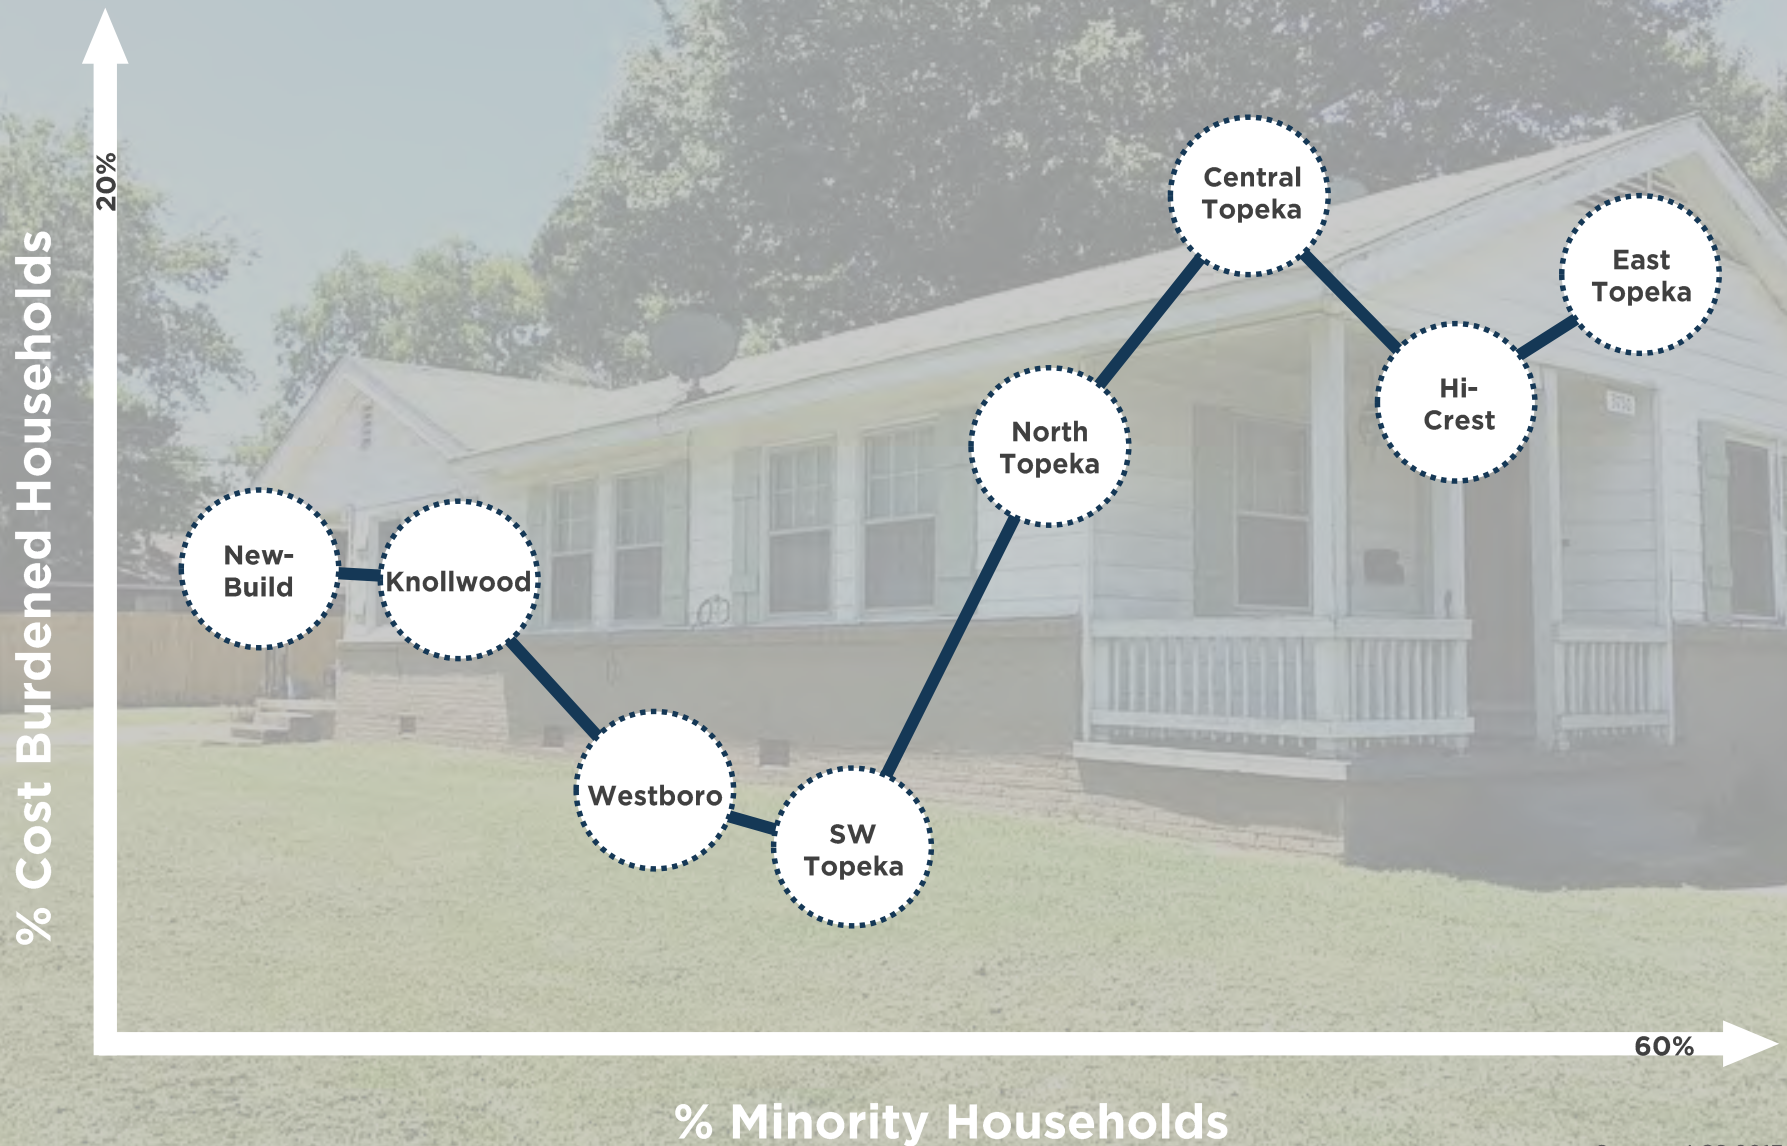 20%
% Cost Burdened Households
Central
Topeka
East
Topeka
Hi-
Crest
North
Topeka
New-
Build
Knollwood
Westboro
SW
Topeka
60%
% Minority Households